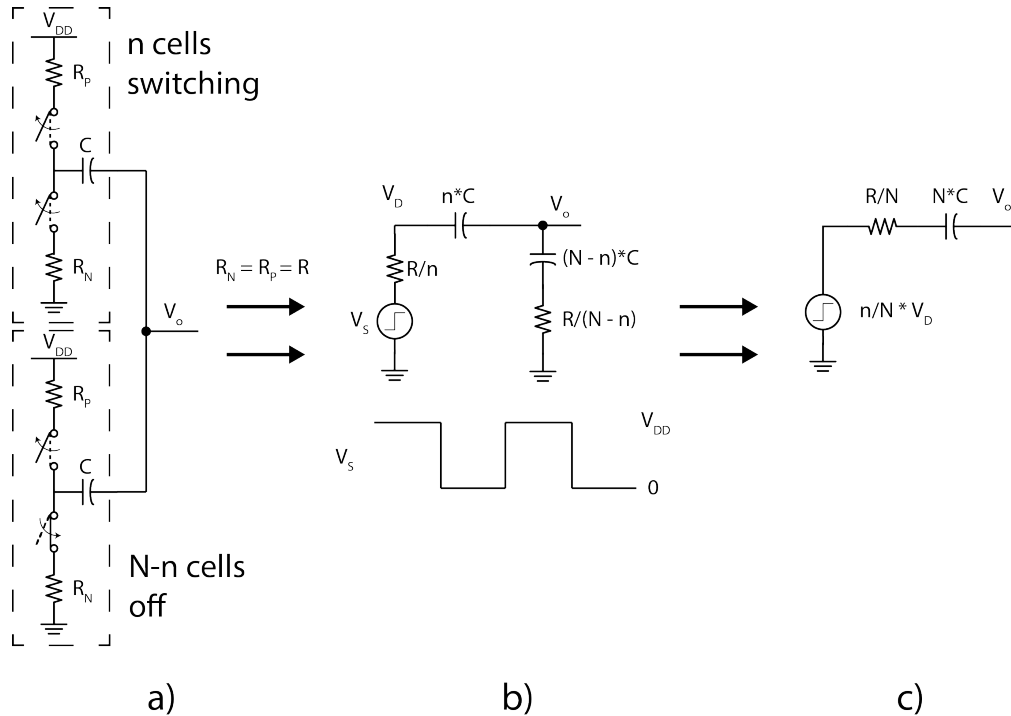 V_DD
n cells
switching
R_P
C
R_N
V_o
V_DD
R_P
C
R_N
N-n cells
off
R_N = R_P = R
V_D
n*C
V_o
(N - n)*C
R/n
V_S
R/(N - n)
V_S
V_DD
0
R/N
N*C
V_o
n/N * V_D
a)
b)
c)